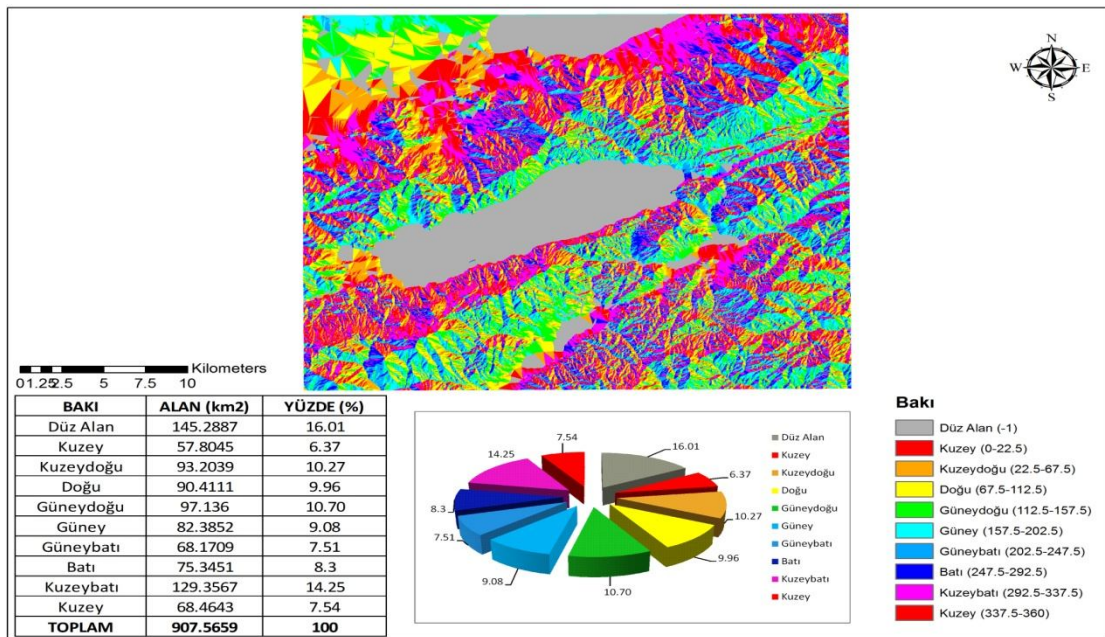 N
W E
S
Kilometers
0 1.25 2.5 5 7.5 10
BAKI ALAN (km2) YÜZDE (%)
Düz Alan 145.2887 16.01
Kuzey 57.8045 6.37
Kuzeydoğu 93.2039 10.27
Doğu 90.4111 9.96
Güneydoğu 97.136 10.70
Güney 82.3852 9.08
Güneybatı 68.1709 7.51
Batı 75.3451 8.3
Kuzeybatı 129.3567 14.25
Kuzey 68.4643 7.54
TOPLAM 907.5659 100
7.54
16.01
14.25
6.37
8.3
10.27
7.51
9.96
9.08
10.70
Düz Alan
Kuzey
Kuzeydoğu
Doğu
Güneydoğu
Güney
Güneybatı
Batı
Kuzeybatı
Kuzey
Bakı
Düz Alan (-1)
Kuzey (0-22.5)
Kuzeydoğu (22.5-67.5)
Doğu (67.5-112.5)
Güneydoğu (112.5-157.5)
Güney (157.5-202.5)
Güneybatı (202.5-247.5)
Batı (247.5-292.5)
Kuzeybatı (292.5-337.5)
Kuzey (337.5-360)